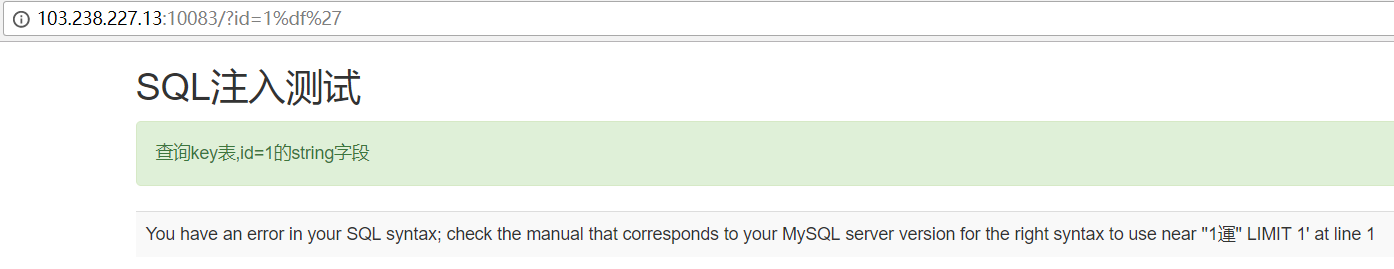 103.238.227.13:10083/?id=1%df%27
SQL注入测试
查询key表,id=1的string字段
You have an error in your SQL syntax; check the manual that corresponds to your MySQL server version for the right syntax to use near "1運" LIMIT 1' at line 1